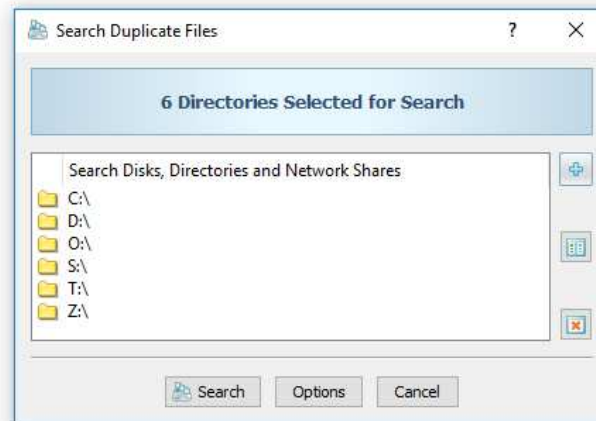 Search Duplicate Files ?
6 Directories Selected for Search
Search Disks, Directories and Network Shares
C:\
D:\
O:\
S:\
T:\
Z:\
Search Options Cancel